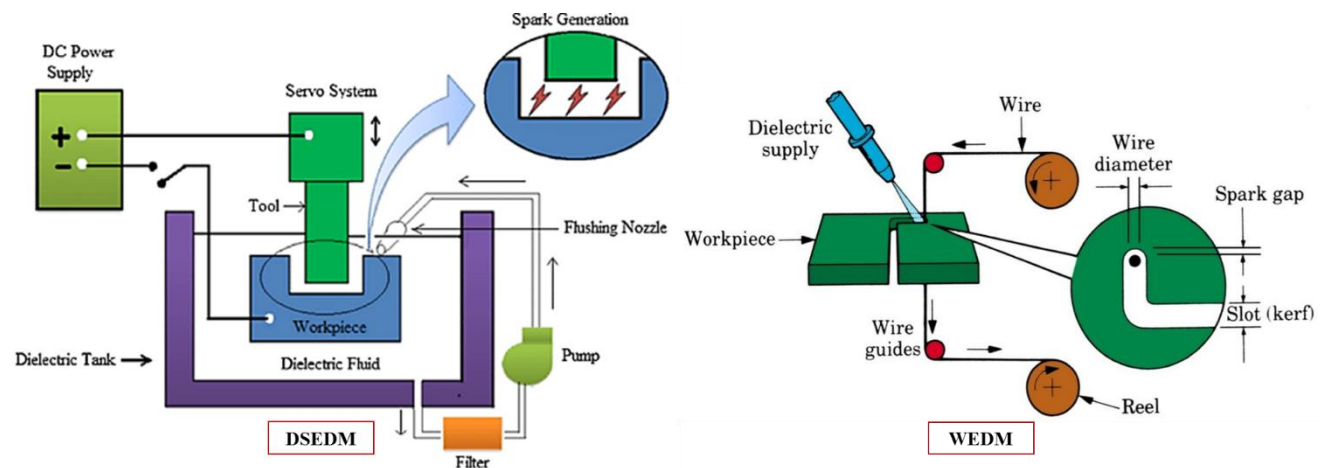 Spark Generation
DC Power
Supply
+
−
Servo System
Tool
Flushing Nozzle
Workpiece
Dielectric Tank
Dielectric Fluid
Pump
DSEDM
Filter
Wire
Dielectric
supply
Wire
diameter
Spark gap
Workpiece
Slot (kerf)
Wire
guides
Reel
WEDM